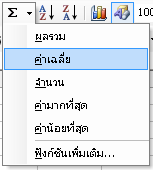 Σ A Z Z A 100
ผลรวม
ค่าเฉลี่ย
จำนวน
ค่ามากที่สุด
ค่าน้อยที่สุด
ฟังก์ชันเพิ่มเติม...